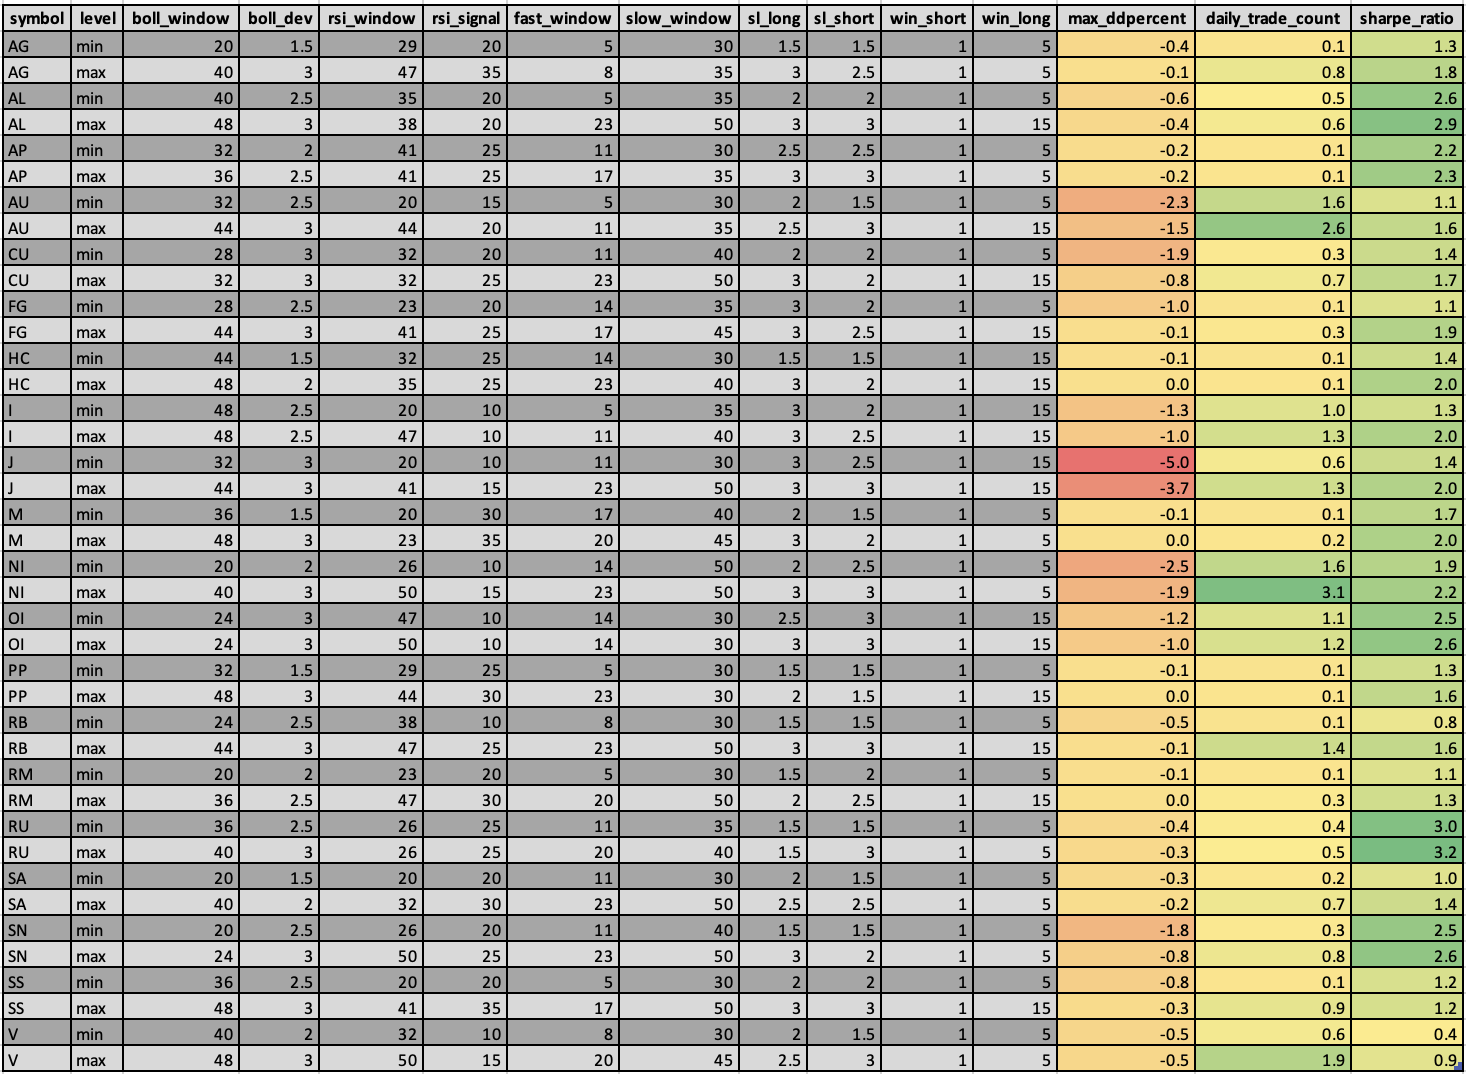 symbol level boll_window boll_dev rsi_window rsi_signal fast_window slow_window sl_long sl_short win_short win_long max_ddpercent daily_trade_count sharpe_ratio
AG min 20 1.5 29 20 5 30 1.5 1.5 1 5 -0.4 0.1 1.3
AG max 40 3 47 35 8 35 3 2.5 1 5 -0.1 0.8 1.8
AL min 40 2.5 35 20 5 35 2 2 1 5 -0.6 0.5 2.6
AL max 48 3 38 20 23 50 3 3 1 15 -0.4 0.6 2.9
AP min 32 2 41 25 11 30 2.5 2.5 1 5 -0.2 0.1 2.2
AP max 36 2.5 41 25 17 35 3 3 1 5 -0.2 0.1 2.3
AU min 32 2.5 20 15 5 30 2 1.5 1 5 -2.3 1.6 1.1
AU max 44 3 44 20 11 35 2.5 3 1 15 -1.5 2.6 1.6
CU min 28 3 32 20 11 40 2 2 1 5 -1.9 0.3 1.4
CU max 32 3 32 25 23 50 3 2 1 15 -0.8 0.7 1.7
FG min 28 2.5 23 20 14 35 3 2 1 5 -1.0 0.1 1.1
FG max 44 3 41 25 17 45 3 2.5 1 15 -0.1 0.3 1.9
HC min 44 1.5 32 25 14 30 1.5 1.5 1 15 -0.1 0.1 1.4
HC max 48 2 35 25 23 40 3 2 1 15 0.0 0.1 2.0
I min 48 2.5 20 10 5 35 3 2 1 15 -1.3 1.0 1.3
I max 48 2.5 47 10 11 40 3 2.5 1 15 -1.0 1.3 2.0
J min 32 3 20 10 11 30 3 2.5 1 15 -5.0 0.6 1.4
J max 44 3 41 15 23 50 3 3 1 15 -3.7 1.3 2.0
M min 36 1.5 20 30 17 40 2 1.5 1 5 -0.1 0.1 1.7
M max 48 3 23 35 20 45 3 2 1 5 0.0 0.2 2.0
NI min 20 2 26 10 14 50 2 2.5 1 5 -2.5 1.6 1.9
NI max 40 3 50 15 23 50 3 3 1 5 -1.9 3.1 2.2
OI min 24 3 47 10 14 30 2.5 3 1 15 -1.2 1.1 2.5
OI max 24 3 50 10 14 30 3 3 1 15 -1.0 1.2 2.6
PP min 32 1.5 29 25 5 30 1.5 1.5 1 5 -0.1 0.1 1.3
PP max 48 3 44 30 23 30 2 1.5 1 15 0.0 0.1 1.6
RB min 24 2.5 38 10 8 30 1.5 1.5 1 5 -0.5 0.1 0.8
RB max 44 3 47 25 23 50 3 3 1 15 -0.1 1.4 1.6
RM min 20 2 23 20 5 30 1.5 2 1 5 -0.1 0.1 1.1
RM max 36 2.5 47 30 20 50 2 2.5 1 15 0.0 0.3 1.3
RU min 36 2.5 26 25 11 35 1.5 1.5 1 5 -0.4 0.4 3.0
RU max 40 3 26 25 20 40 1.5 3 1 5 -0.3 0.5 3.2
SA min 20 1.5 20 20 11 30 2 1.5 1 5 -0.3 0.2 1.0
SA max 40 2 32 30 23 50 2.5 2.5 1 5 -0.2 0.7 1.4
SN min 20 2.5 26 20 11 40 1.5 1.5 1 5 -1.8 0.3 2.5
SN max 24 3 50 25 23 50 3 2 1 5 -0.8 0.8 2.6
SS min 36 2.5 20 20 5 30 2 2 1 5 -0.8 0.1 1.2
SS max 48 3 41 35 17 50 3 3 1 15 -0.3 0.9 1.2
V min 40 2 32 10 8 30 2 1.5 1 5 -0.5 0.6 0.4
V max 48 3 50 15 20 45 2.5 3 1 5 -0.5 1.9 0.9